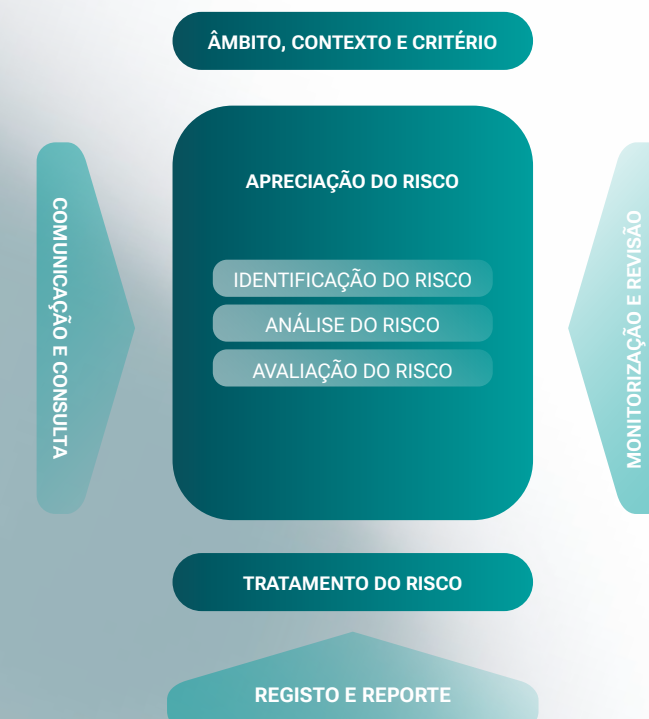 ÂMBITO, CONTEXTO E CRITÉRIO
APRECIAÇÃO DO RISCO
IDENTIFICAÇÃO DO RISCO
ANÁLISE DO RISCO
AVALIAÇÃO DO RISCO
COMUNICAÇÃO E CONSULTA
MONITORIZAÇÃO E REVISÃO
TRATAMENTO DO RISCO
REGISTO E REPORTE